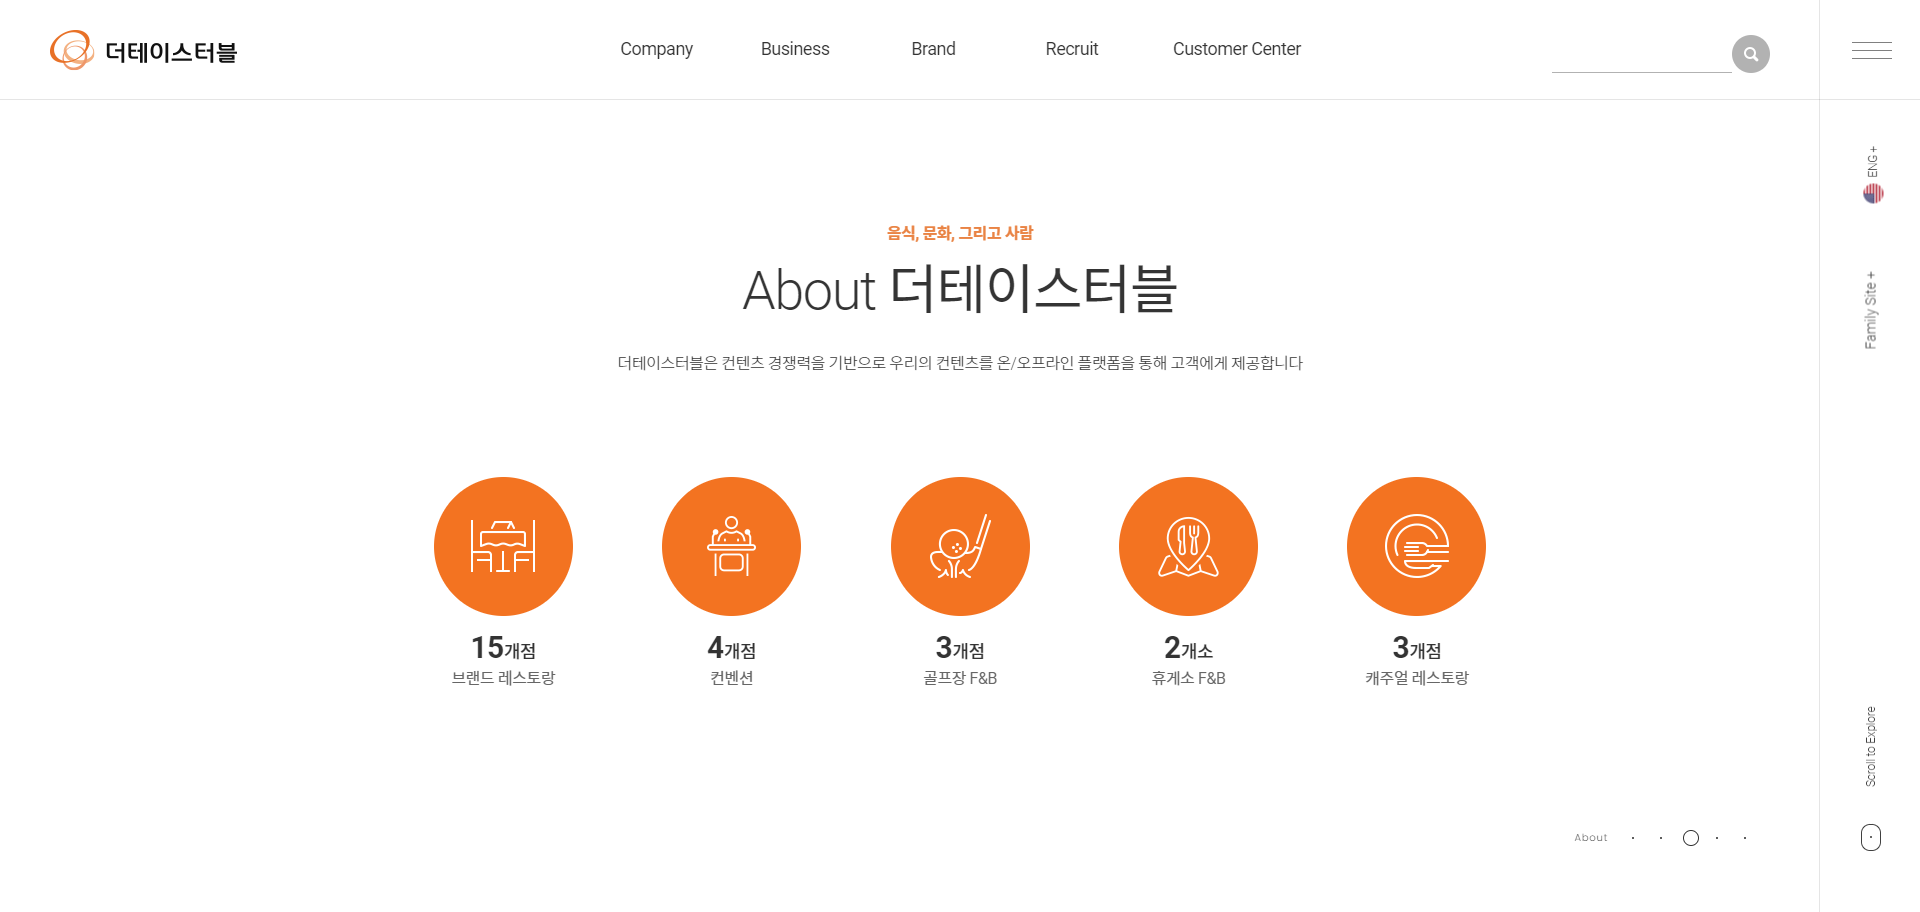 더테이스터블
Company
Business
Brand
Recruit
Customer Center
ENG +
Family Site +
음식, 문화, 그리고 사람
About 더테이스터블
더테이스터블은 컨텐츠 경쟁력을 기반으로 우리의 컨텐츠를 온/오프라인 플랫폼을 통해 고객에게 제공합니다
15개점
브랜드 레스토랑
4개점
컨벤션
3개점
골프장 F&B
2개소
휴게소 F&B
3개점
캐주얼 레스토랑
Scroll to Explore
About